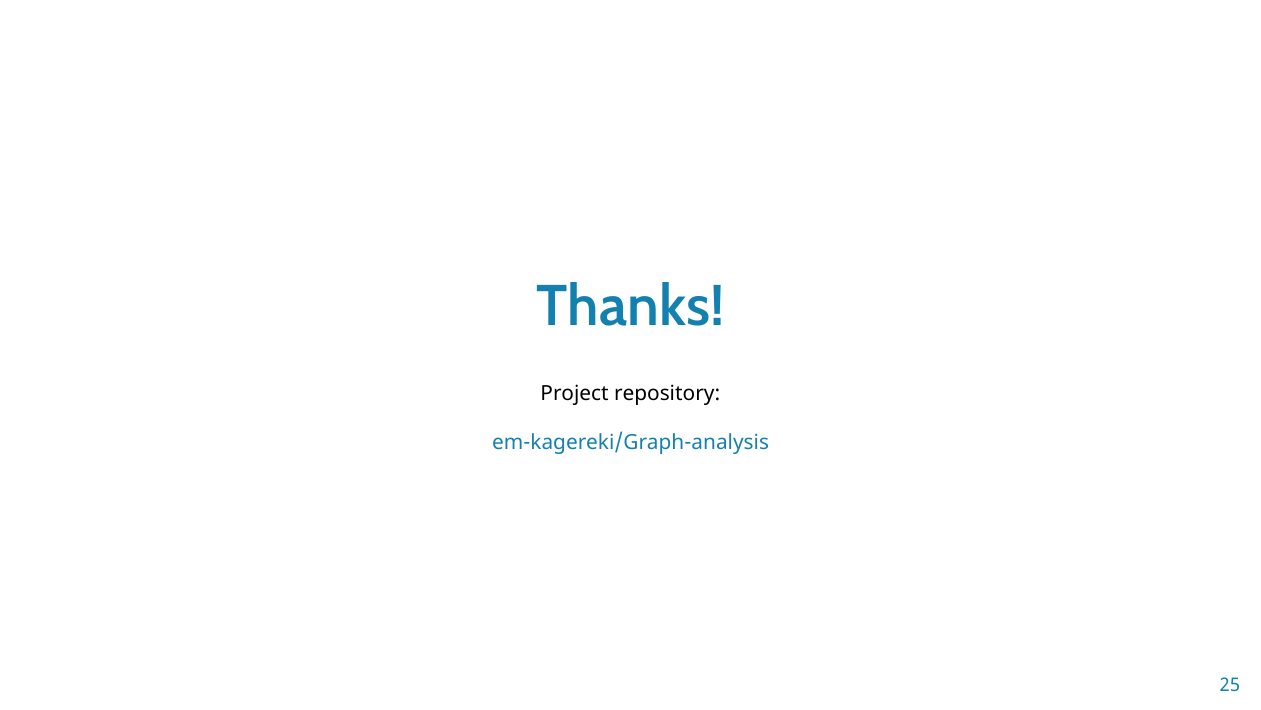 Thanks!
Project repository:
em-kagereki/Graph-analysis
25